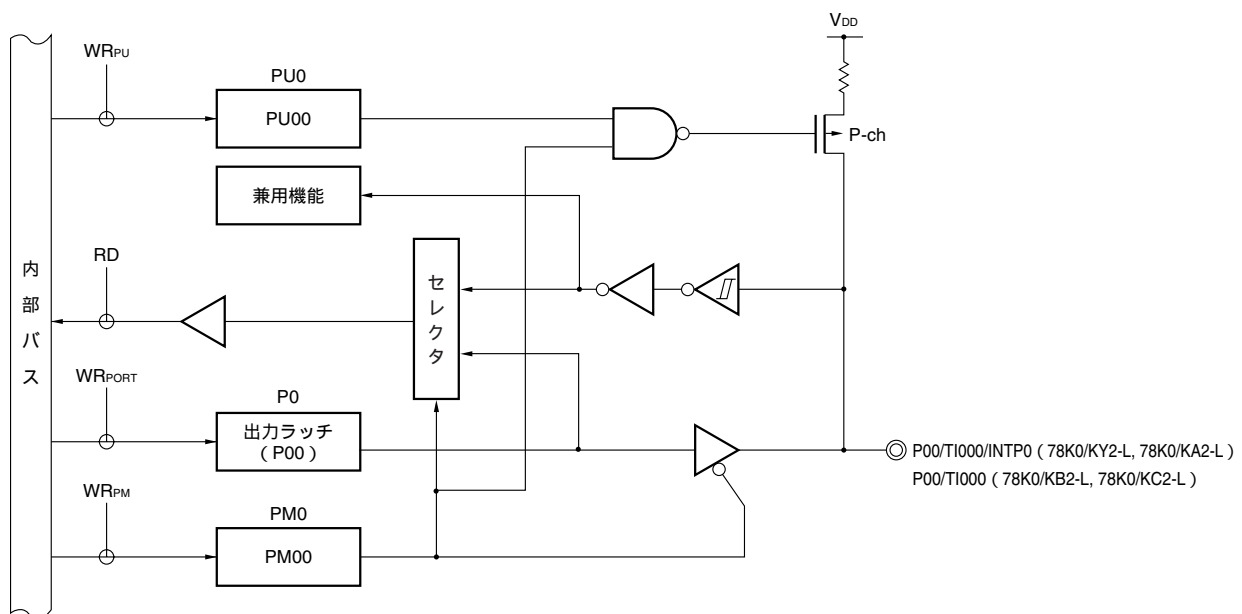 VDD
WRPU
PU0
PU00
P-ch
兼用機能
RD
内部バス
セレクタ
WRPORT
P0
出力ラッチ
(P00)
P00/TI000/INTP0(78K0/KY2-L, 78K0/KA2-L)
P00/TI000(78K0/KB2-L, 78K0/KC2-L)
WRPM
PM0
PM00